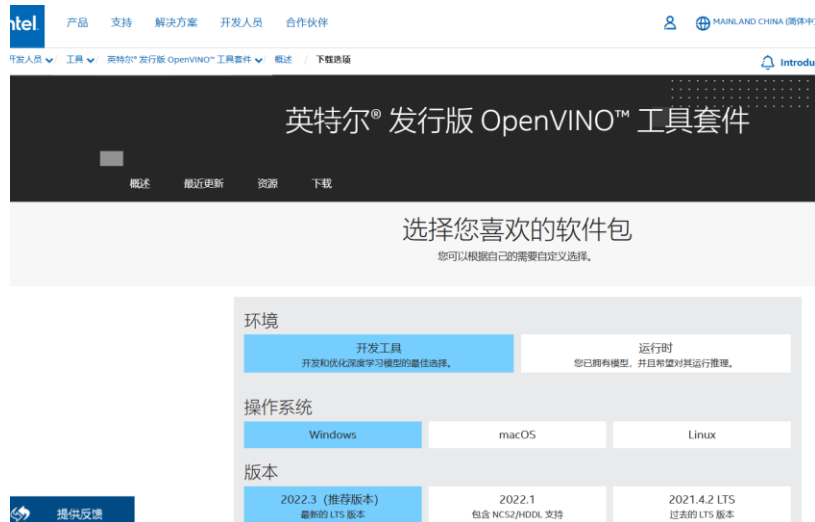 ntel.
产品 支持 解决方案 开发人员 合作伙伴 MAINLAND CHINA (简体中
开发人员 / 工具 / 英特尔® 发行版 OpenVINO™ 工具套件 / 概述 / 下载选项
Introdu
英特尔® 发行版 OpenVINO™ 工具套件
概述 最近更新 资源 下载
选择您喜欢的软件包
您可以根据自己的需要自定义选择。
环境
开发工具
开发和优化深度学习模型的最佳选择。
运行时
您已拥有模型，并且希望对其运行推理。
操作系统
Windows macOS Linux
版本
2022.3（推荐版本）
最新的 LTS 版本
2022.1
包含 NCS2/HDDL 支持
2021.4.2 LTS
过去的 LTS 版本
提供反馈